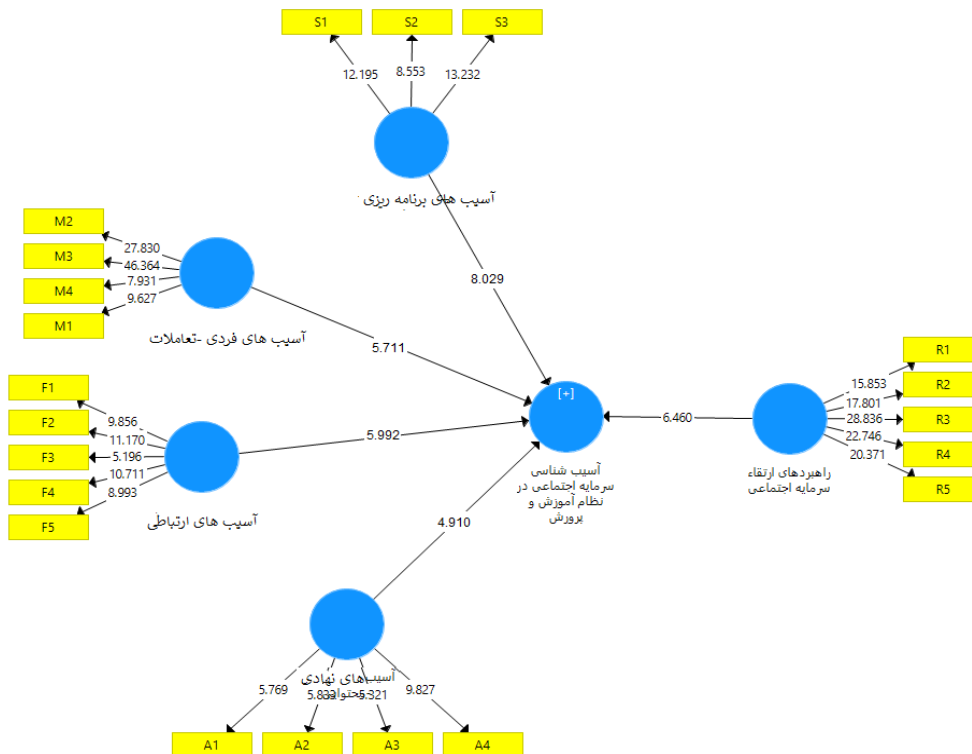 S1 S2 S3
12.195 8.553 13.232
آسیب های برنامه ریزی
8.029
M2
M3
M4
M1
27.830
46.364
7.931
9.627
آسیب های فردی -تعاملات
5.711
F1
F2
F3
F4
F5
9.856
11.170
5.196
10.711
8.993
آسیب های ارتباطی
5.992
[+]
آسیب شناسی
سرمایه اجتماعی در
نظام آموزش و
پرورش
6.460
راهبردهای ارتقاء
سرمایه اجتماعی
15.853
17.801
28.836
22.746
20.371
R1
R2
R3
R4
R5
4.910
آسیب‌های نهادی
5.769 5.321 9.827
A1 A2 A3 A4